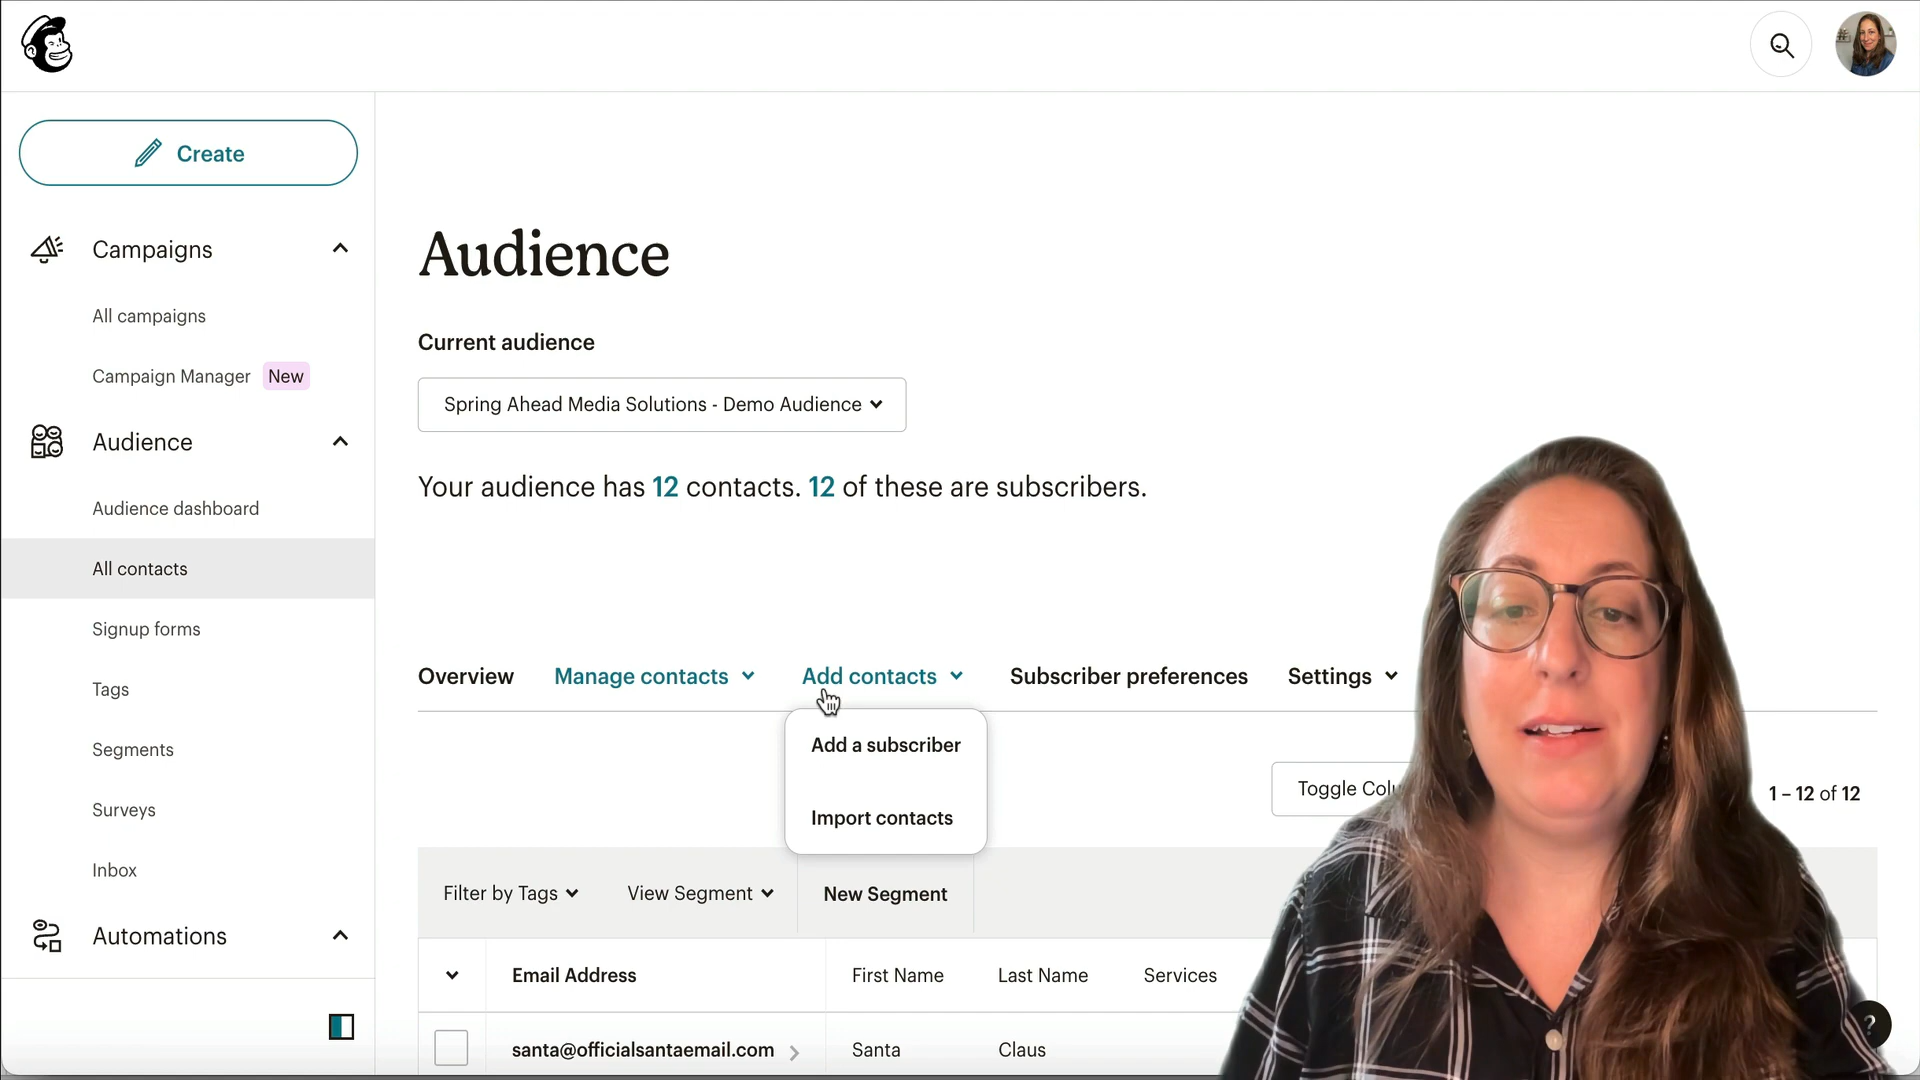 Create
Campaigns
All campaigns
Campaign Manager New
Audience
Audience dashboard
All contacts
Signup forms
Tags
Segments
Surveys
Inbox
Automations
Audience
Current audience
Spring Ahead Media Solutions - Demo Audience
Your audience has 12 contacts. 12 of these are subscribers.
Overview Manage contacts Add contacts Subscriber preferences Settings
Add a subscriber
Import contacts
Toggle
1 – 12 of 12
Filter by Tags View Segment New Segment
Email Address First Name Last Name Services
santa@officialsantaemail.com Santa Claus
?